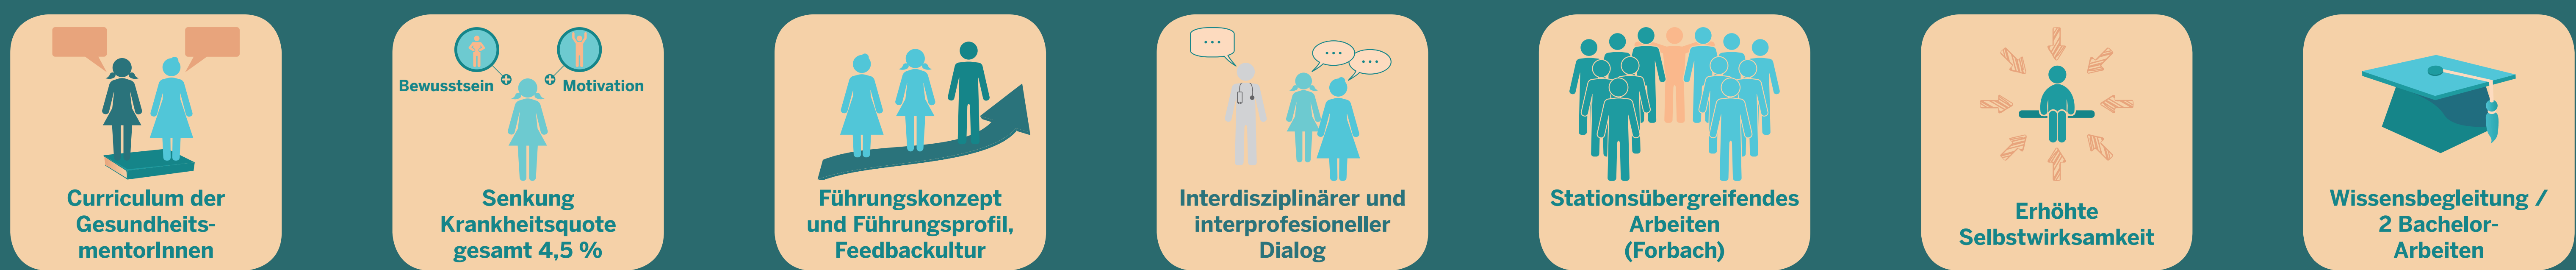 Curriculum der
Gesundheits-
mentorInnen
Bewusstsein
Motivation
Senkung
Krankheitsquote
gesamt 4,5 %
Führungskonzept
und Führungsprofil,
Feedbackultur
Interdisziplinärer und
interprofesioneller
Dialog
Stationsübergreifendes
Arbeiten
(Forbach)
Erhöhte
Selbstwirksamkeit
Wissensbegleitung /
2 Bachelor-
Arbeiten